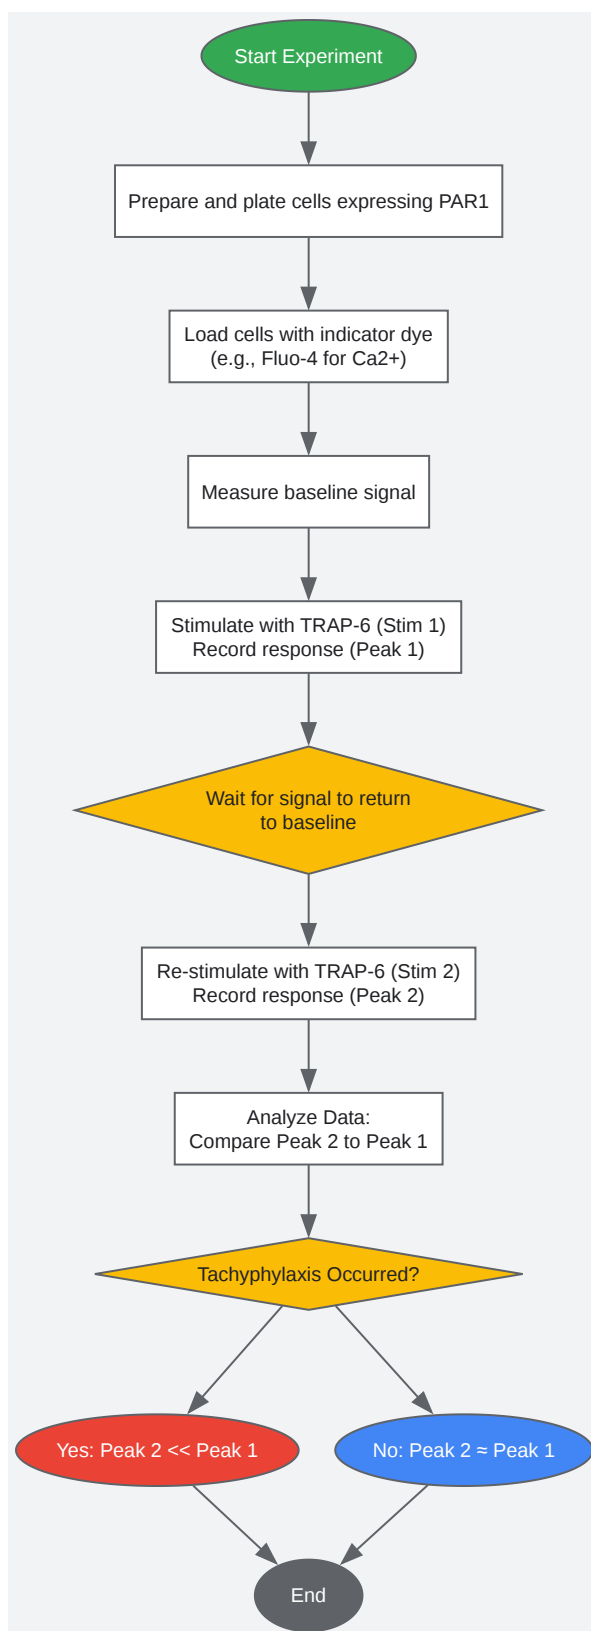 Start Experiment
Prepare and plate cells expressing PAR1
Load cells with indicator dye
(e.g., Fluo-4 for Ca2+)
Measure baseline signal
Stimulate with TRAP-6 (Stim 1)
Record response (Peak 1)
Wait for signal to return
to baseline
Re-stimulate with TRAP-6 (Stim 2)
Record response (Peak 2)
Analyze Data:
Compare Peak 2 to Peak 1
Tachyphylaxis Occurred?
Yes: Peak 2 << Peak 1
No: Peak 2 ≈ Peak 1
End